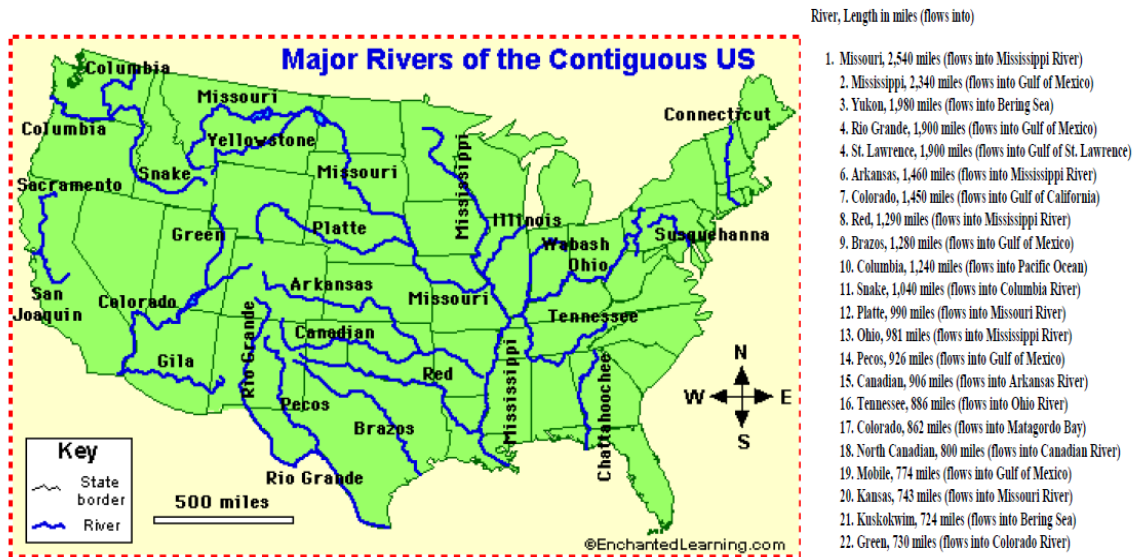 Major Rivers of the Contiguous US
Columbia
Missouri
Connecticut
Columbia
Yellowstone
Mississippi
Snake
Missouri
Sacramento
Illinois
Platte
Green
Wabash
Susquehanna
Ohio
Arkansas
San
Joaquin
Colorado
Missouri
Tennessee
Canadian
Rio Grande
Gila
Red
Mississippi
Chattahoochee
Pecos
Brazos
Rio Grande
N
W
E
S
Key
State
border
River
500 miles
©EnchantedLearning.com
River, Length in miles (flows into)
1. Missouri, 2,540 miles (flows into Mississippi River)
2. Mississippi, 2,340 miles (flows into Gulf of Mexico)
3. Yukon, 1,980 miles (flows into Bering Sea)
4. Rio Grande, 1,900 miles (flows into Gulf of Mexico)
4. St. Lawrence, 1,900 miles (flows into Gulf of St. Lawrence)
6. Arkansas, 1,460 miles (flows into Mississippi River)
7. Colorado, 1,450 miles (flows into Gulf of California)
8. Red, 1,290 miles (flows into Mississippi River)
9. Brazos, 1,280 miles (flows into Gulf of Mexico)
10. Columbia, 1,240 miles (flows into Pacific Ocean)
11. Snake, 1,040 miles (flows into Columbia River)
12. Platte, 990 miles (flows into Missouri River)
13. Ohio, 981 miles (flows into Mississippi River)
14. Pecos, 926 miles (flows into Gulf of Mexico)
15. Canadian, 906 miles (flows into Arkansas River)
16. Tennessee, 886 miles (flows into Ohio River)
17. Colorado, 862 miles (flows into Matagordo Bay)
18. North Canadian, 800 miles (flows into Canadian River)
19. Mobile, 774 miles (flows into Gulf of Mexico)
20. Kansas, 743 miles (flows into Missouri River)
21. Kuskokwim, 724 miles (flows into Bering Sea)
22. Green, 730 miles (flows into Colorado River)